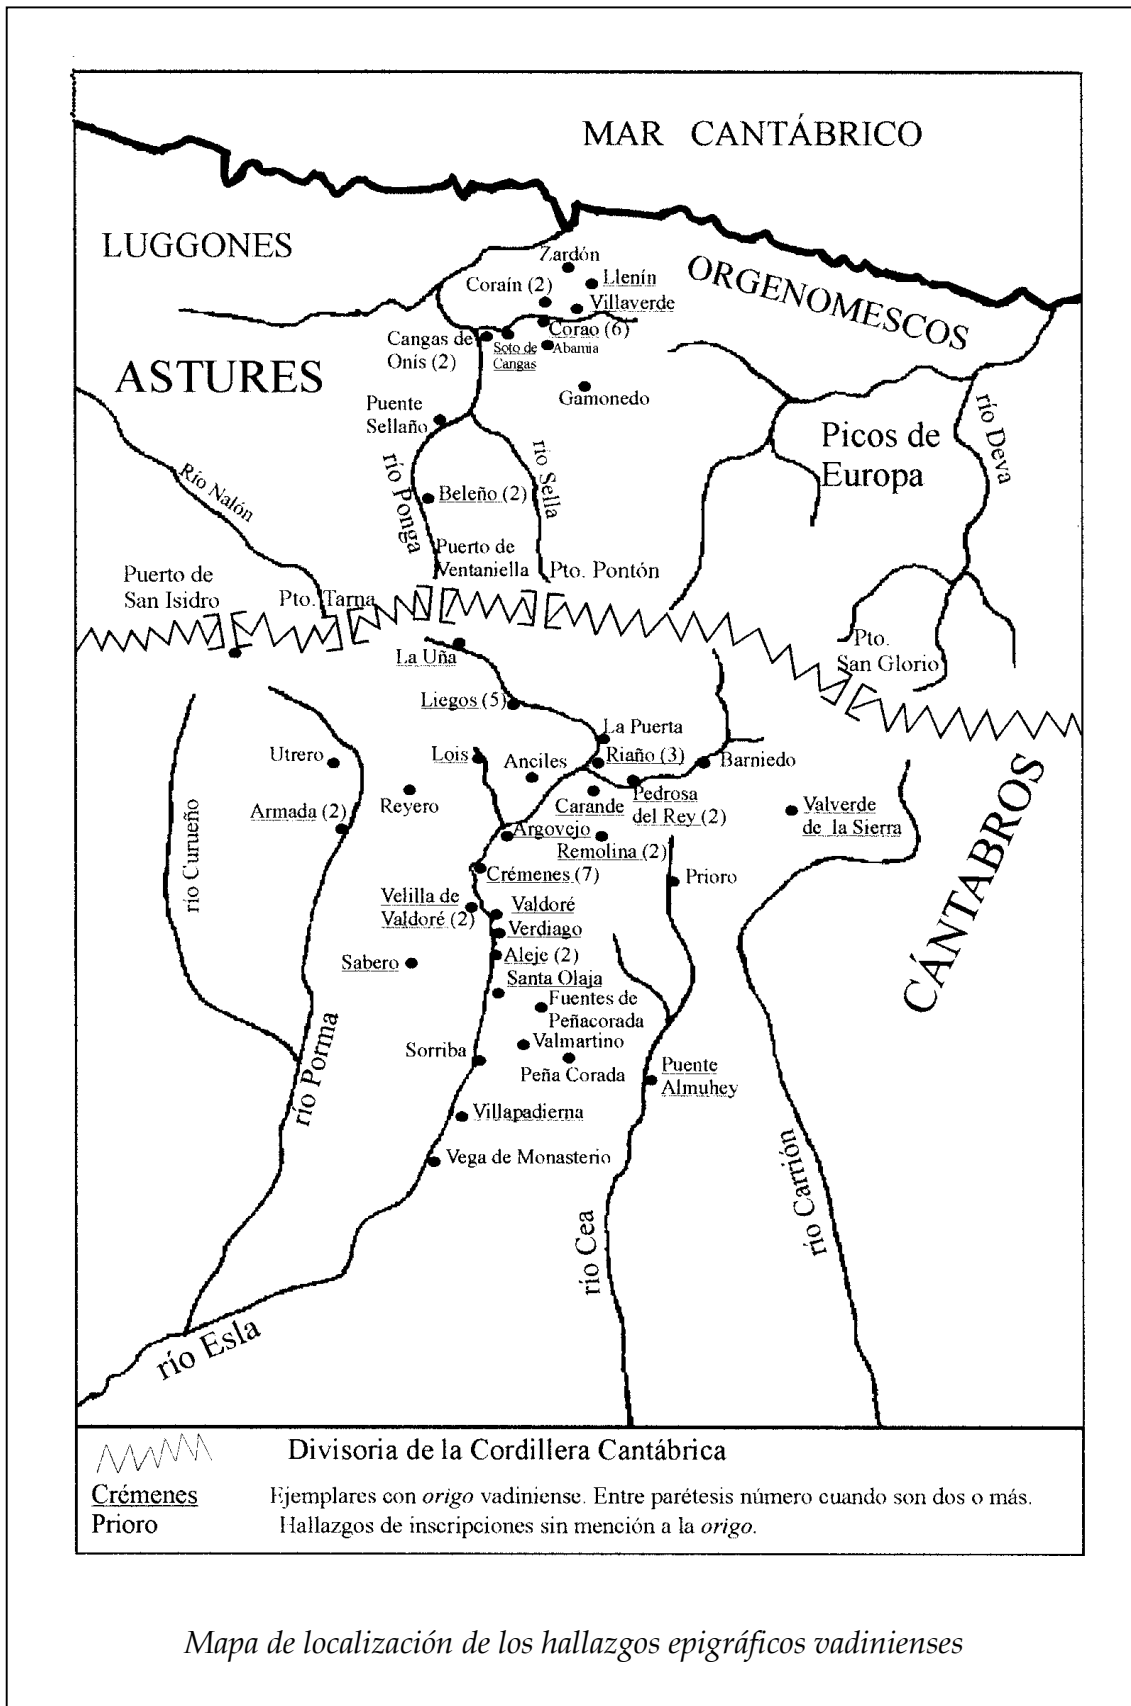 MAR CANTÁBRICO
LUGGONES
ORGENOMESCOS
Zardón
Llenín
Coraín (2)
Villaverde
Corao (6)
Cangas de
Onís (2)
Soto de
Cangas
Abamia
ASTURES
Gamonedo
Puente
Sellaño
Picos de
Europa
río Deva
río Sella
río Ponga
Río Nalón
Beleño (2)
Puerto de
Ventaniella
Pto. Pontón
Puerto de
San Isidro
Pto. Tarna
Pto.
San Glorio
La Uña
Liegos (5)
La Puerta
Utrero
Lois
Anciles
Riaño (3)
Barniedo
Reyero
Carande
Pedrosa
del Rey (2)
Valverde
de la Sierra
Armada (2)
Argovejo
Remolina (2)
río Curueño
Crémenes (7)
Prioro
CÁNTABROS
Velilla de
Valdoré (2)
Valdoré
Verdiago
Aleje (2)
Sabero
Santa Olaja
Fuentes de
Peñacorada
Valmartino
Sorriba
Peña Corada
Puente
Almuhey
río Porma
Villapadierna
Vega de Monasterio
río Carrión
río Cea
río Esla
Divisoria de la Cordillera Cantábrica
Crémenes Ejemplares con origo vadiniense. Entre parétesis número cuando son dos o más.
Prioro Hallazgos de inscripciones sin mención a la origo.
Mapa de localización de los hallazgos epigráficos vadinienses